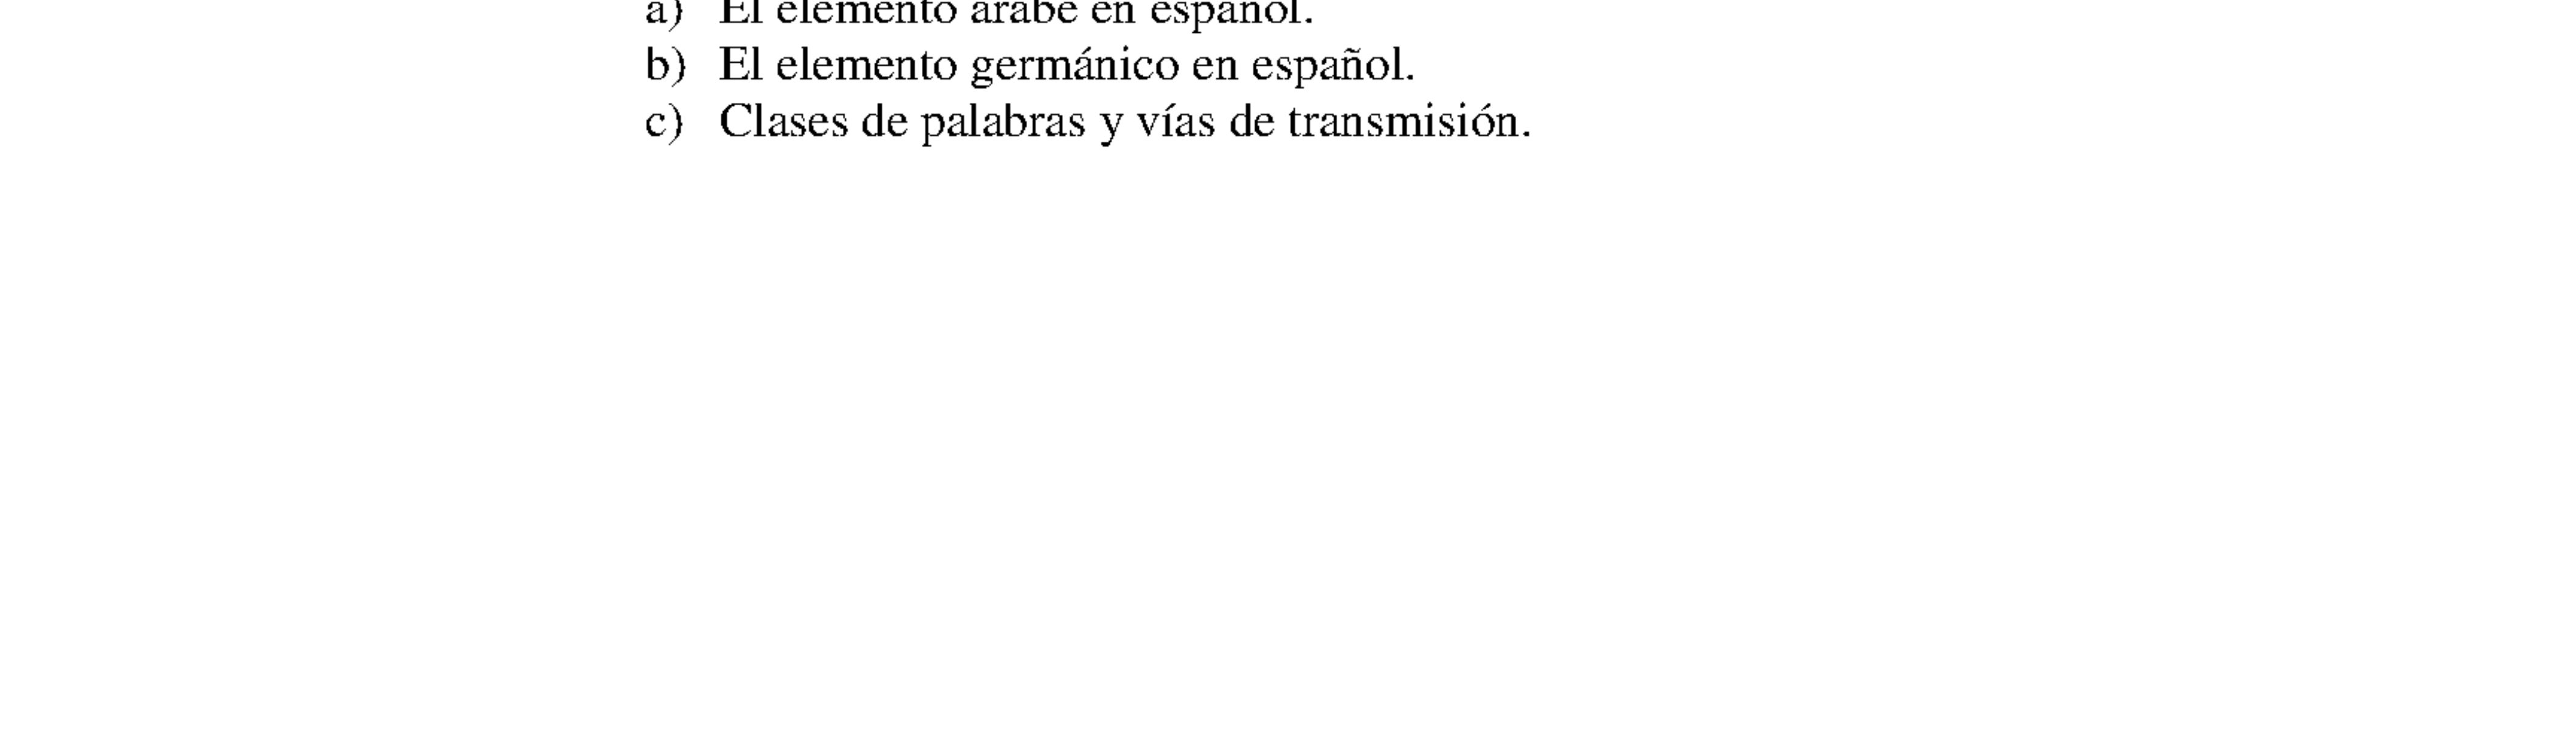 a) El elemento árabe en español.
b) El elemento germánico en español.
c) Clases de palabras y vías de transmisión.